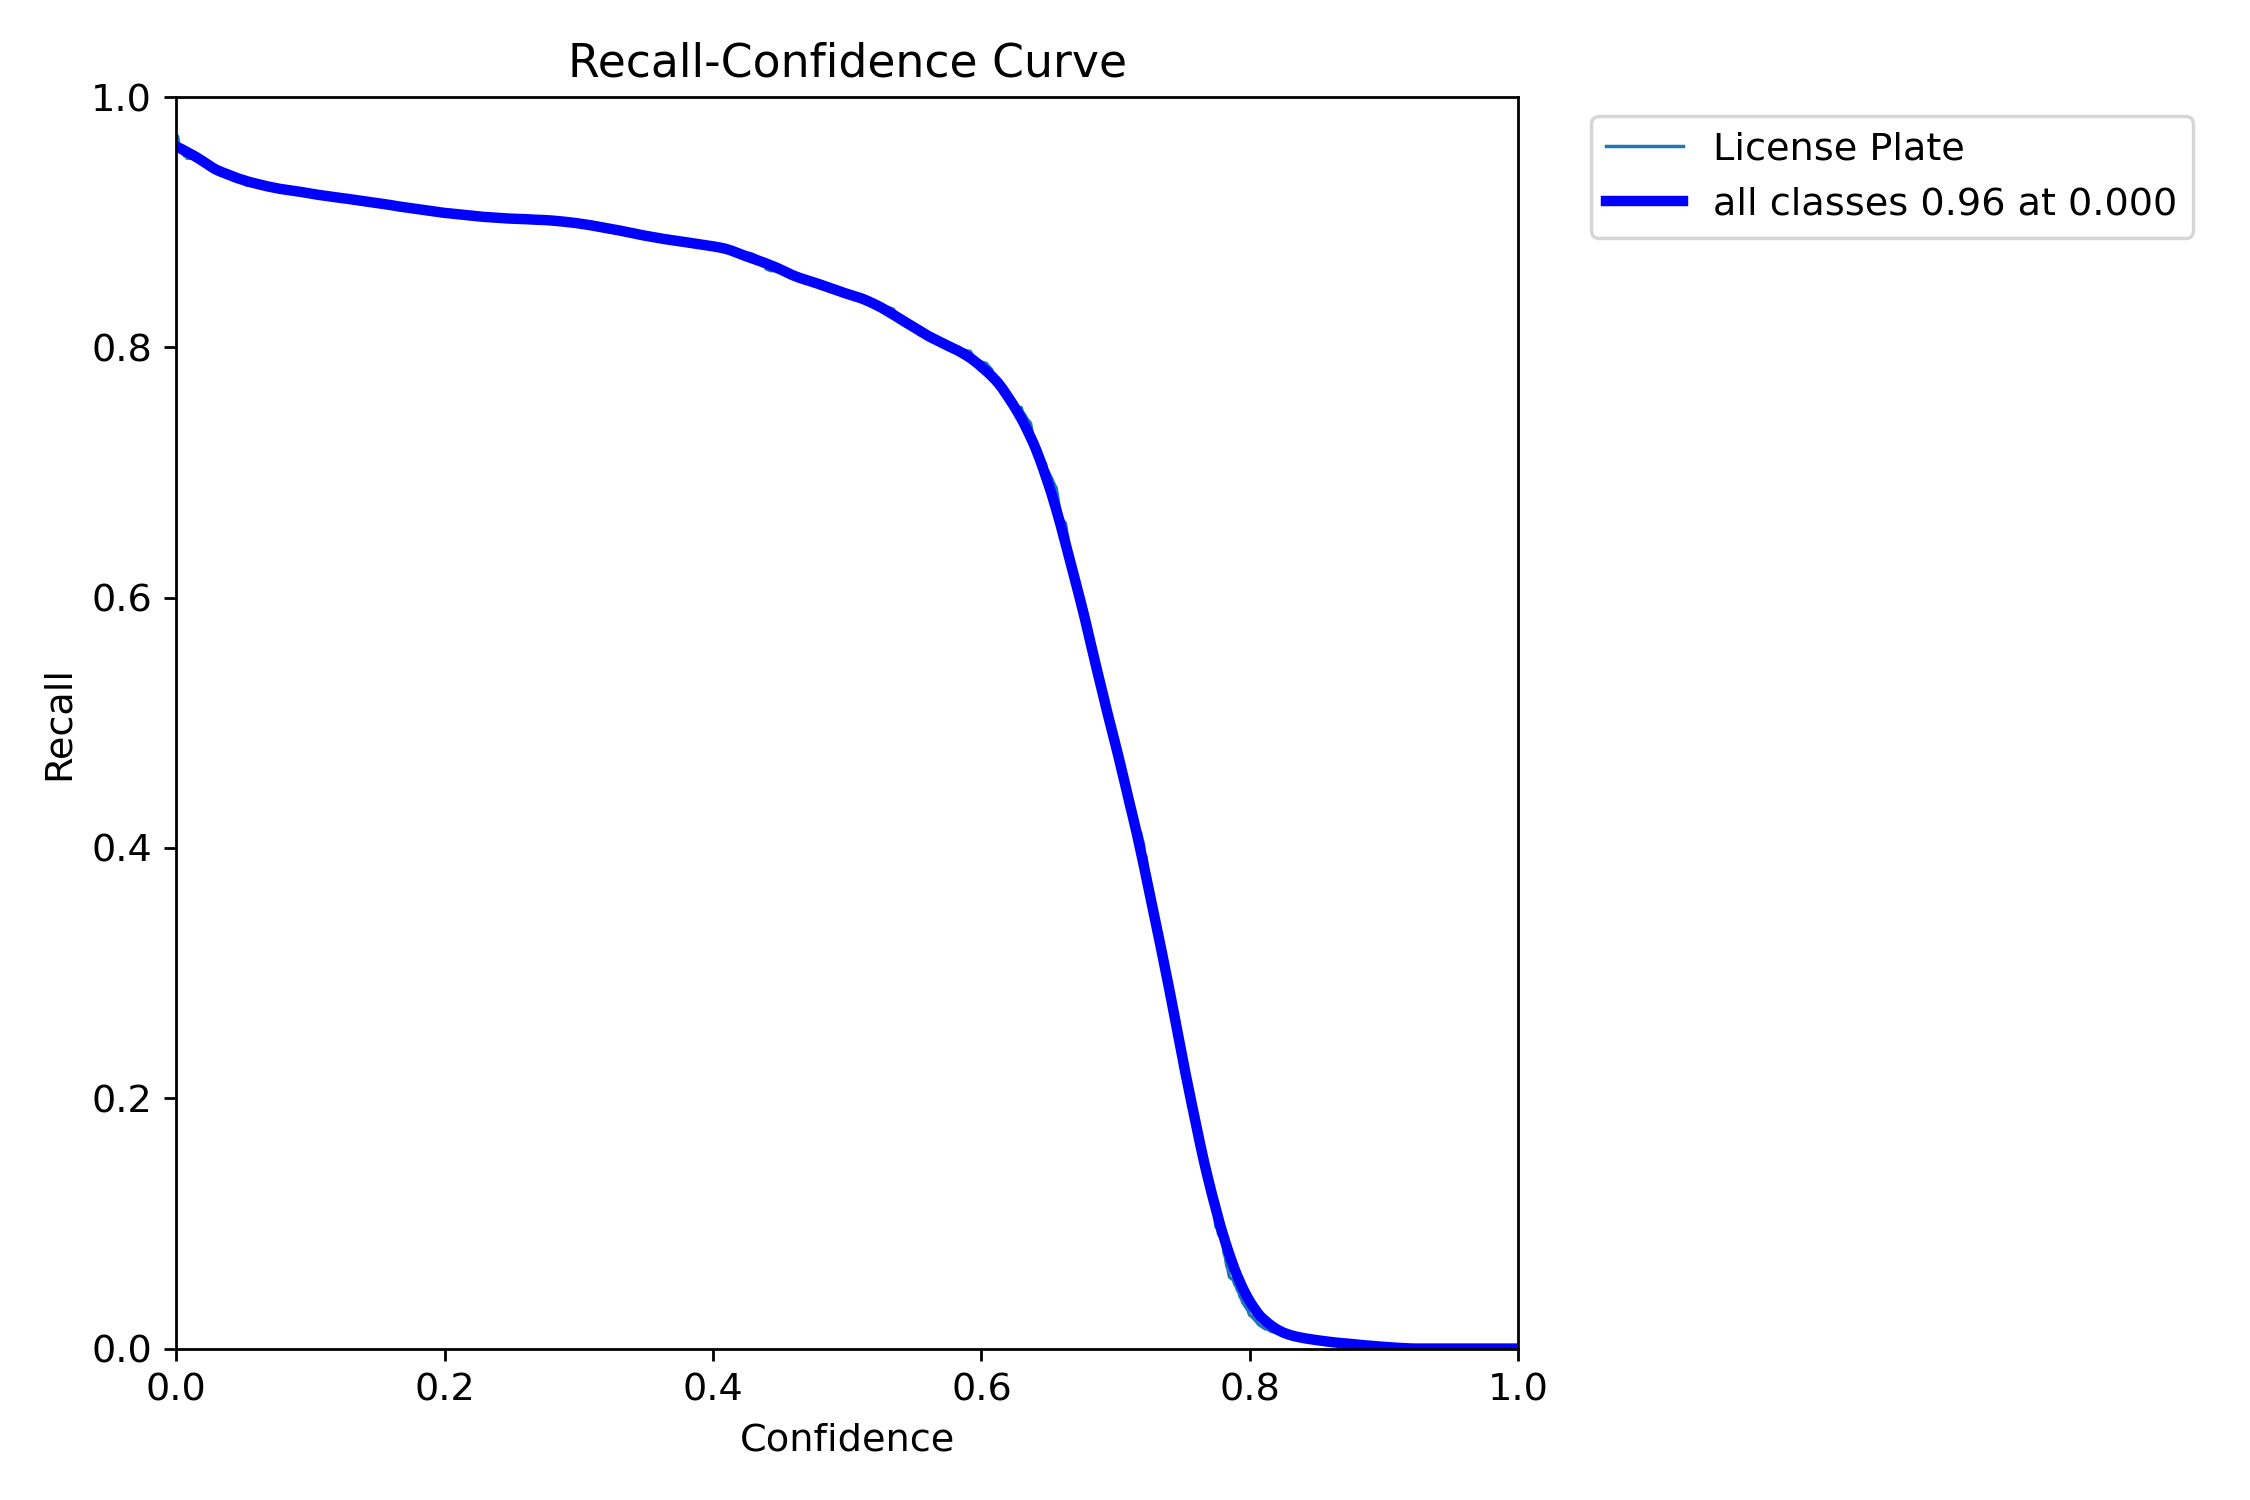 Recall-Confidence Curve
License Plate
all classes 0.96 at 0.000
1.0
0.8
0.6
0.4
0.2
0.0
Recall
0.0 0.2 0.4 0.6 0.8 1.0
Confidence